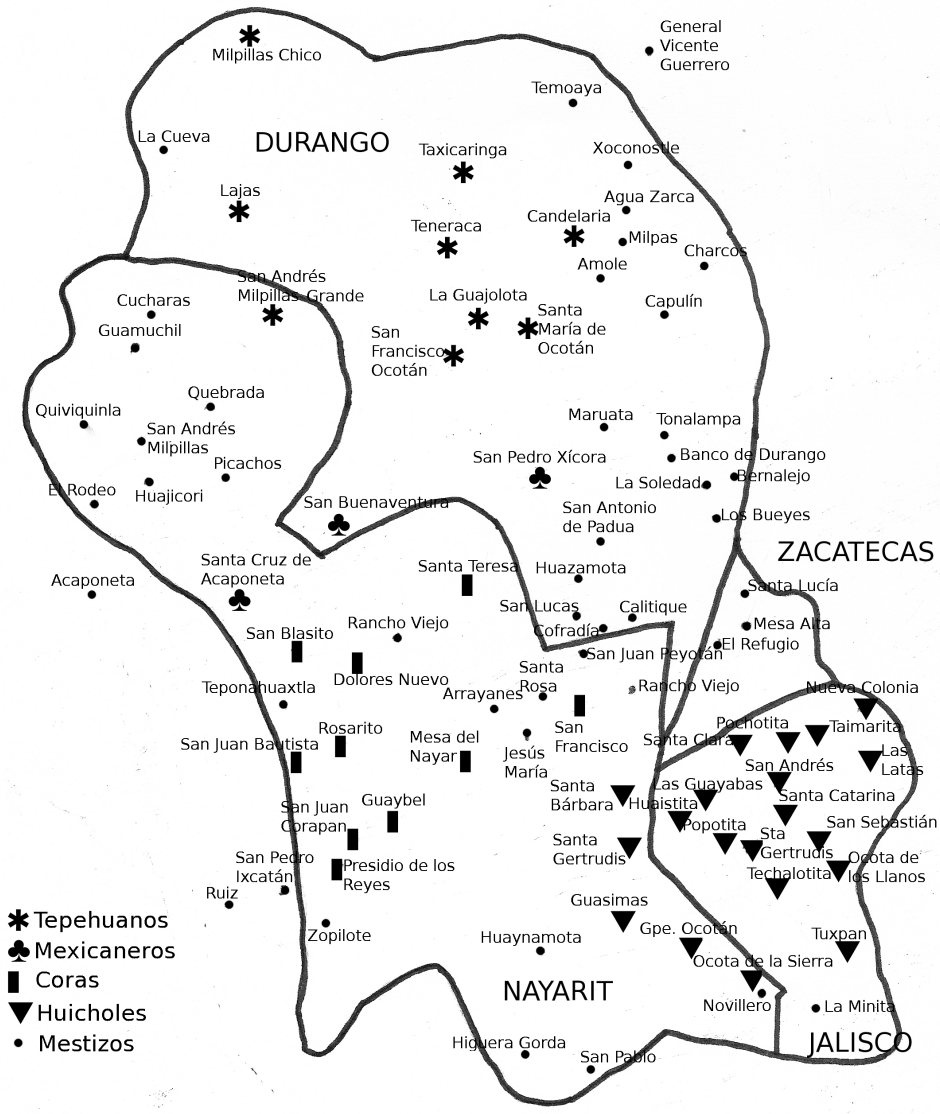 General
Vicente
Guerrero
Milpillas Chico
Temoaya
La Cueva
DURANGO
Taxicaringa
Xoconostle
Lajas
Agua Zarca
Candelaria
Teneraca
Milpas
Charcos
Amole
San Andrés
Milpillas Grande
La Guajolota
Cucharas
Capulín
Santa
María de
Ocotán
Guamuchil
San
Francisco
Ocotán
Quebrada
Quiviquinla
Maruata
Tonalampa
San Andrés
Milpillas
San Pedro Xícora
Banco de Durango
Picachos
Bernalejo
La Soledad
El Rodeo
Huajicori
San Buenaventura
San Antonio
de Padua
Los Bueyes
ZACATECAS
Santa Cruz de
Acaponeta
Santa Teresa
Huazamota
Acaponeta
Santa Lucía
San Lucas
Calitique
Rancho Viejo
Mesa Alta
San Blasito
Cofradía
El Refugio
San Juan Peyotán
Santa
Rosa
Dolores Nuevo
Teponahuaxtla
Arrayanes
Rancho Viejo
Nueva Colonia
Pochotita
Taimarita
Rosarito
San Juan Bautista
Mesa del
Nayar
San
Francisco
Santa Clara
Jesús
María
Las
Latas
San Andrés
Santa
Bárbara
Las Guayabas
Santa Catarina
Huaistita
Guaybel
San Juan
Corapan
Popotita
San Sebastián
Sta
Gertrudis
Santa
Gertrudis
San Pedro
Ixcatán
Presidio de los
Reyes
Techalotita
Ocota de
los Llanos
Ruiz
Guasimas
Zopilote
Huaynamota
Gpe. Ocotán
Tuxpan
Ocota de la Sierra
NAYARIT
Novillero
La Minita
Higuera Gorda
San Pablo
JALISCO
Tepehuanos
Mexicaneros
Coras
Huicholes
Mestizos